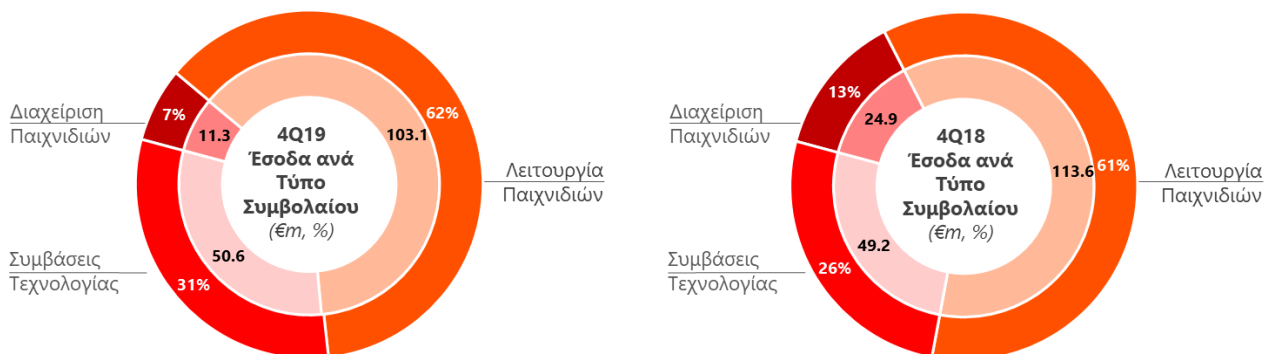 62%
7%
Διαχείριση
Παιχνιδιών
11.3
103.1
4Q19
Έσοδα ανά
Τύπο
Συμβολαίου
(€m, %)
Λειτουργία
Παιχνιδιών
50.6
Συμβάσεις
Τεχνολογίας
31%
13%
Διαχείριση
Παιχνιδιών
24.9
4Q18
Έσοδα ανά
Τύπο
Συμβολαίου
(€m, %)
113.6
61%
Λειτουργία
Παιχνιδιών
49.2
Συμβάσεις
Τεχνολογίας
26%